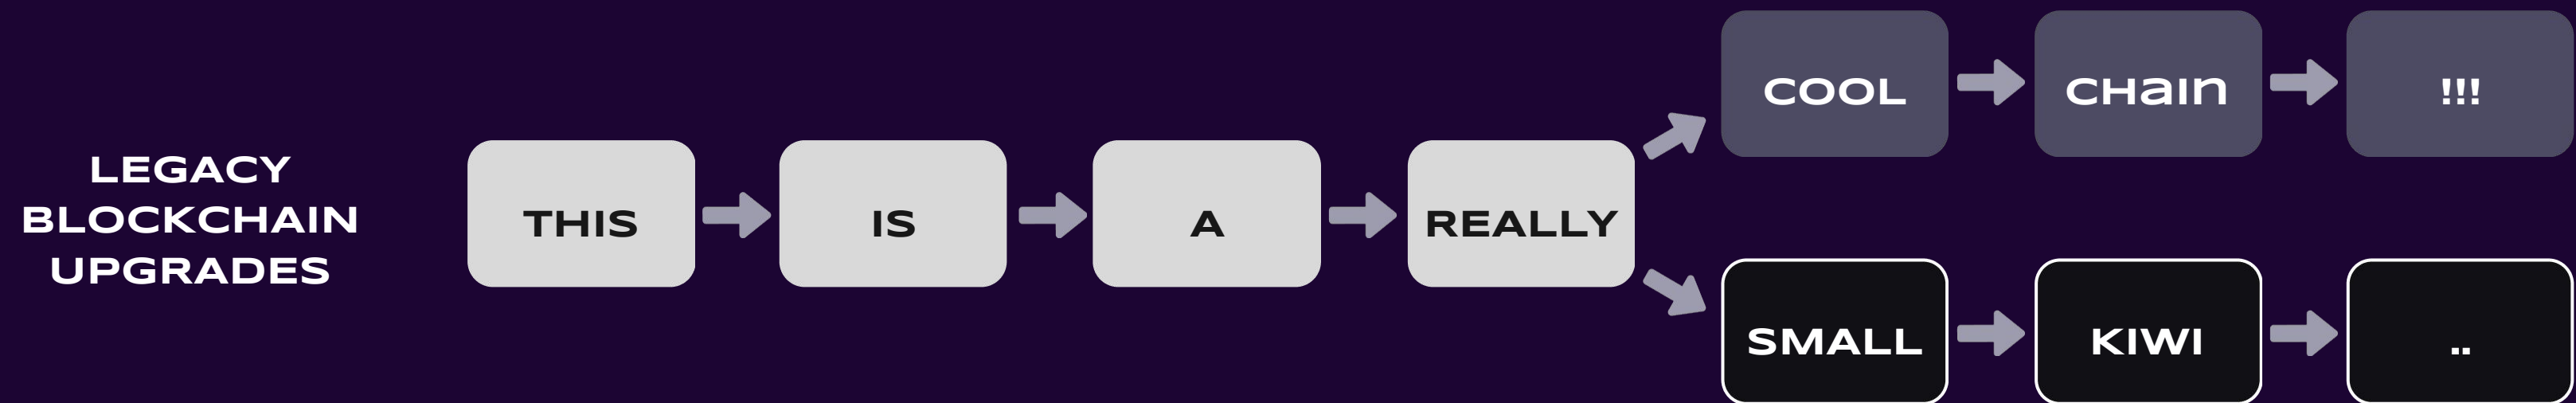 LEGACY
BLOCKCHAIN
UPGRADES
THIS
IS
A
REALLY
COOL
CHain
!!!
SMALL
KIWI
..